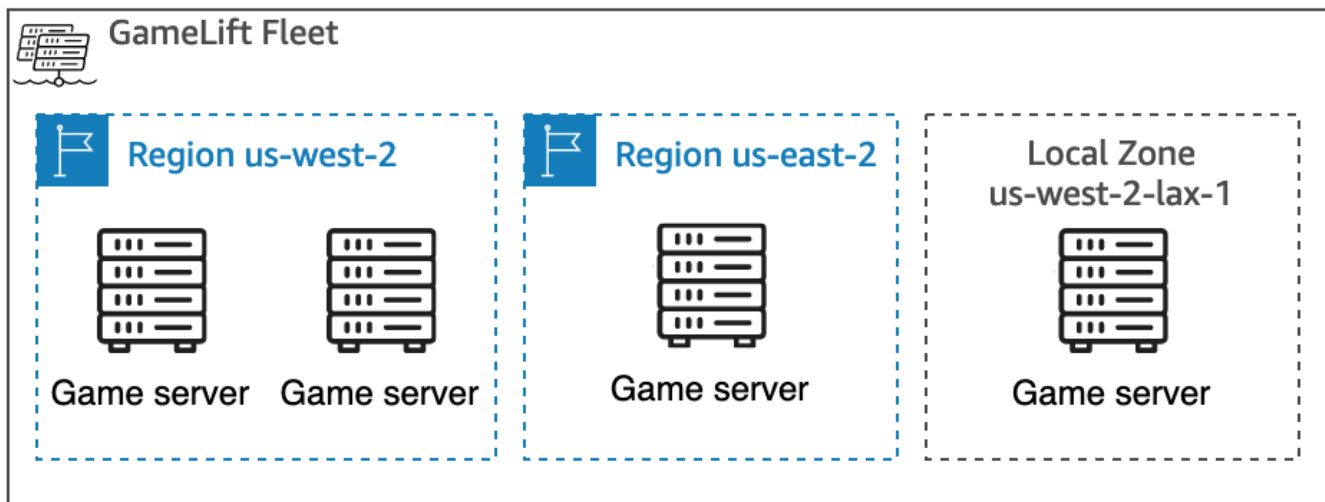 GameLift Fleet
Region us-west-2
Region us-east-2
Local Zone
us-west-2-lax-1
Game server
Game server
Game server
Game server